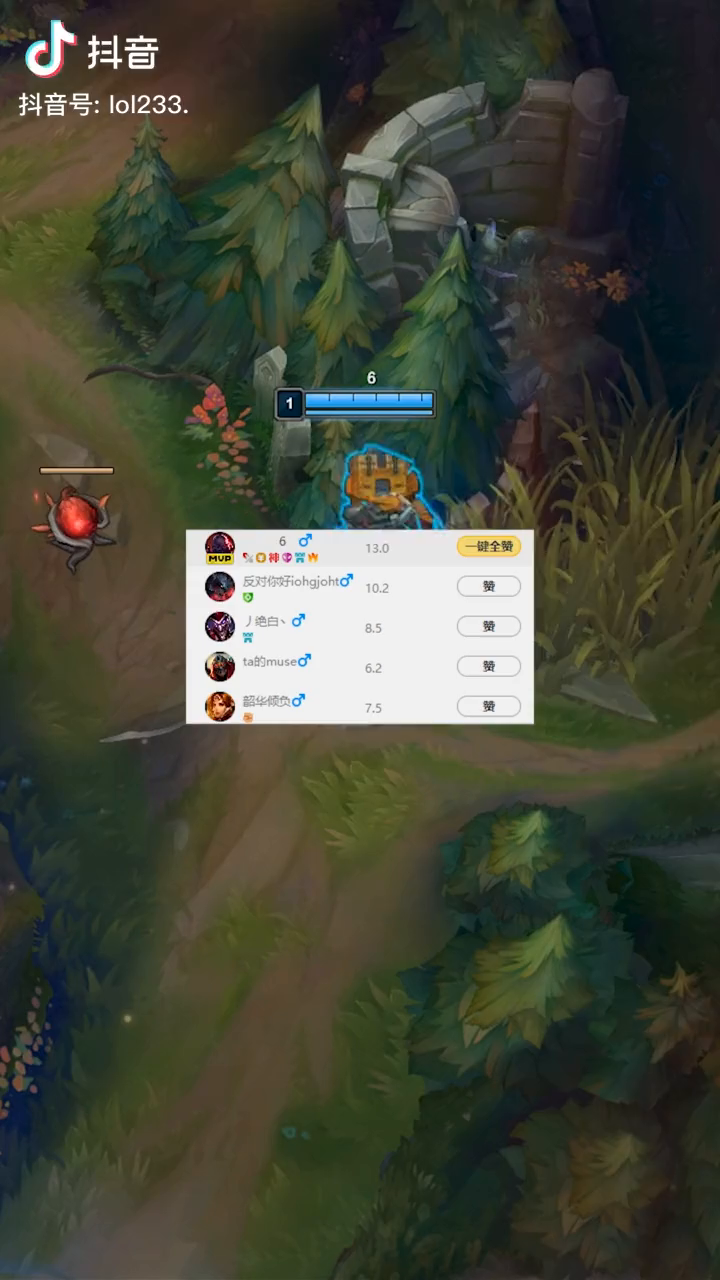 抖音
抖音号: lol233.
6
1
6 13.0 一键全赞
MVP 神
反对你好iohgjoht 10.2 赞
丿绝白丶 8.5 赞
ta的muse 6.2 赞
韶华倾负 7.5 赞